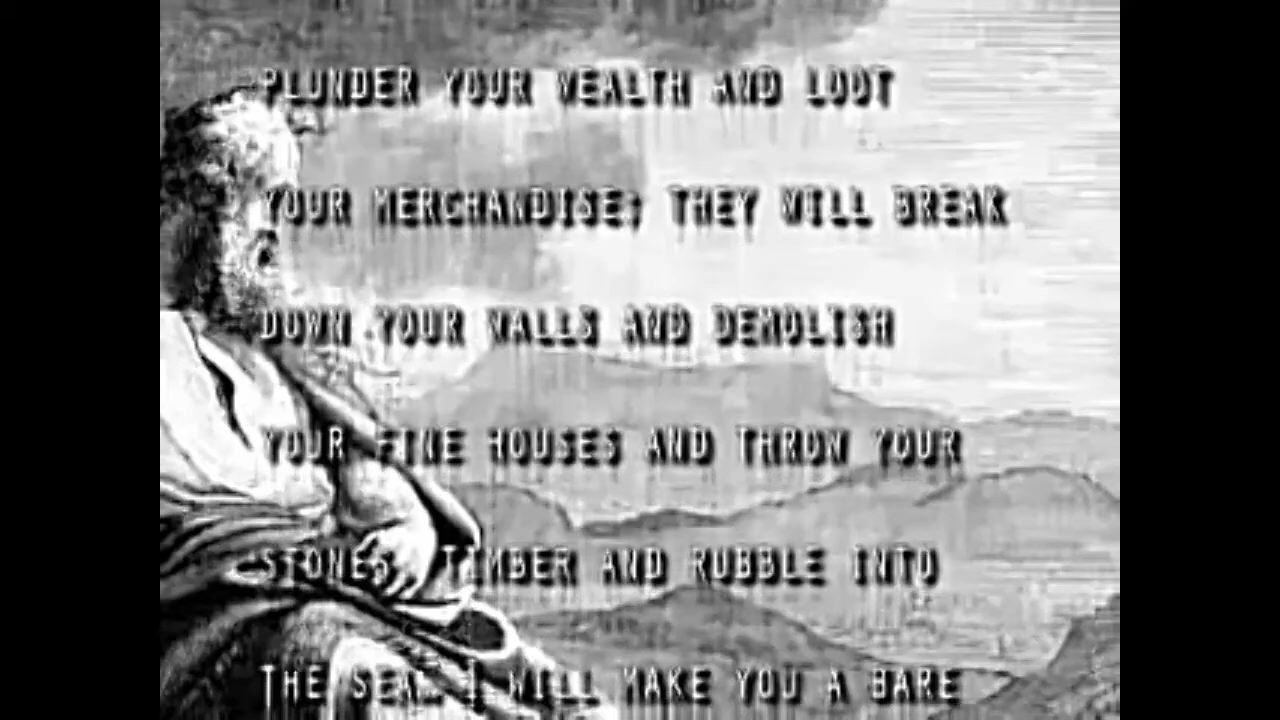 PLUNDER YOUR WEALTH AND LOOT
YOUR MERCHANDISE; THEY WILL BREAK
DOWN YOUR WALLS AND DEMOLISH
YOUR FINE HOUSES AND THROW YOUR
STONES, TIMBER AND RUBBLE INTO
THE SEA. I WILL MAKE YOU A BARE